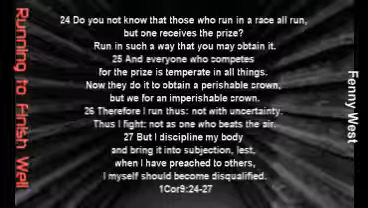 Running to Finish Well
24 Do you not know that those who run in a race all run,
but one receives the prize?
Run in such a way that you may obtain it.
25 And everyone who competes
for the prize is temperate in all things.
Now they do it to obtain a perishable crown,
but we for an imperishable crown.
26 Therefore I run thus: not with uncertainty.
Thus I fight: not as one who beats the air.
27 But I discipline my body
and bring it into subjection, lest,
when I have preached to others,
I myself should become disqualified.
1Cor9:24-27
Fenny West